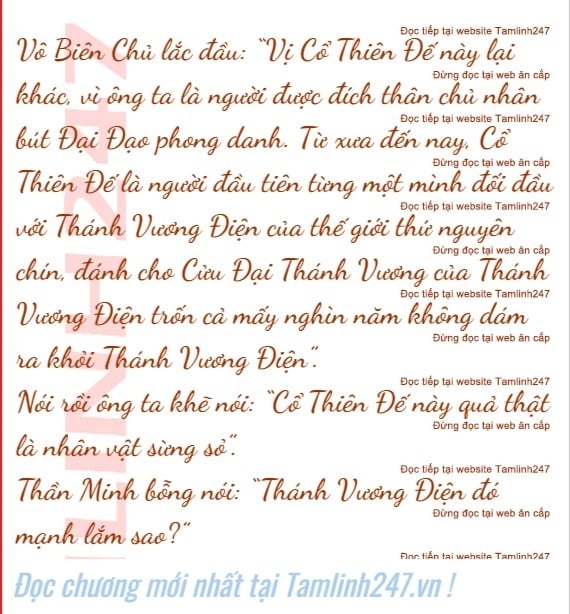 Đọc tiếp tại website Tamlinh247
Vô Biên Chủ lắc đầu: “Vị Cổ Thiên Đế này lại
Đừng đọc tại web ăn cắp
khác, vì ông ta là người được đích thân chủ nhân
Đọc tiếp tại website Tamlinh247
bút Đại Đạo phong danh. Từ xưa đến nay, Cổ
Đừng đọc tại web ăn cắp
Thiên Đế là người đầu tiên từng một mình đối đầu
Đọc tiếp tại website Tamlinh247
với Thánh Vương Điện của thế giới thứ nguyên
Đừng đọc tại web ăn cắp
chín, đánh cho Cửu Đại Thánh Vương của Thánh
Đọc tiếp tại website Tamlinh247
Vương Điện trốn cả mấy nghìn năm không dám
Đừng đọc tại web ăn cắp
ra khỏi Thánh Vương Điện”.
Đọc tiếp tại website Tamlinh247
Nói rồi ông ta khẽ nói: “Cổ Thiên Đế này quả thật
Đừng đọc tại web ăn cắp
là nhân vật sừng sỏ”.
Đọc tiếp tại website Tamlinh247
Thần Minh bỗng nói: “Thánh Vương Điện đó
Đừng đọc tại web ăn cắp
mạnh lắm sao?”
Đọc tiếp tại website Tamlinh247
LINH247
Đọc chương mới nhất tại Tamlinh247.vn !